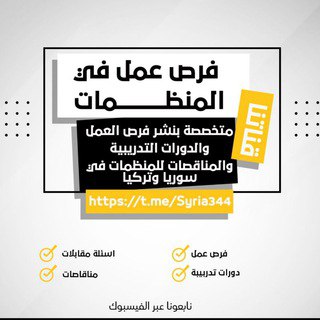 فرص عمل في
المنظمات
قناتنا
متخصصة بنشر فرص العمل
والدورات التدريبية
والمناقصات للمنظمات في
سوريا وتركيا
https://t.me/Syria344
فرص عمل
اسئلة مقابلات
دورات تدريبية
مناقصات
تابعونا عبر الفيسبوك